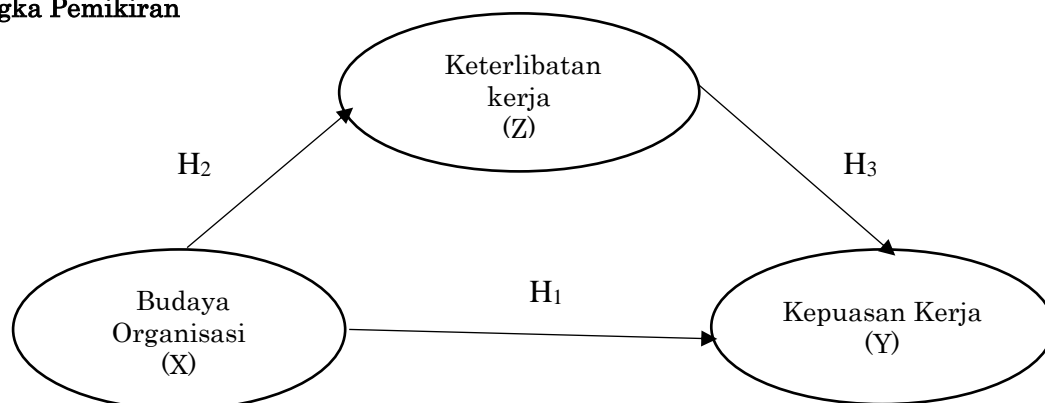 gka Pemikiran
Keterlibatan
kerja
(Z)
H2
H3
H1
Budaya
Organisasi
(X)
Kepuasan Kerja
(Y)